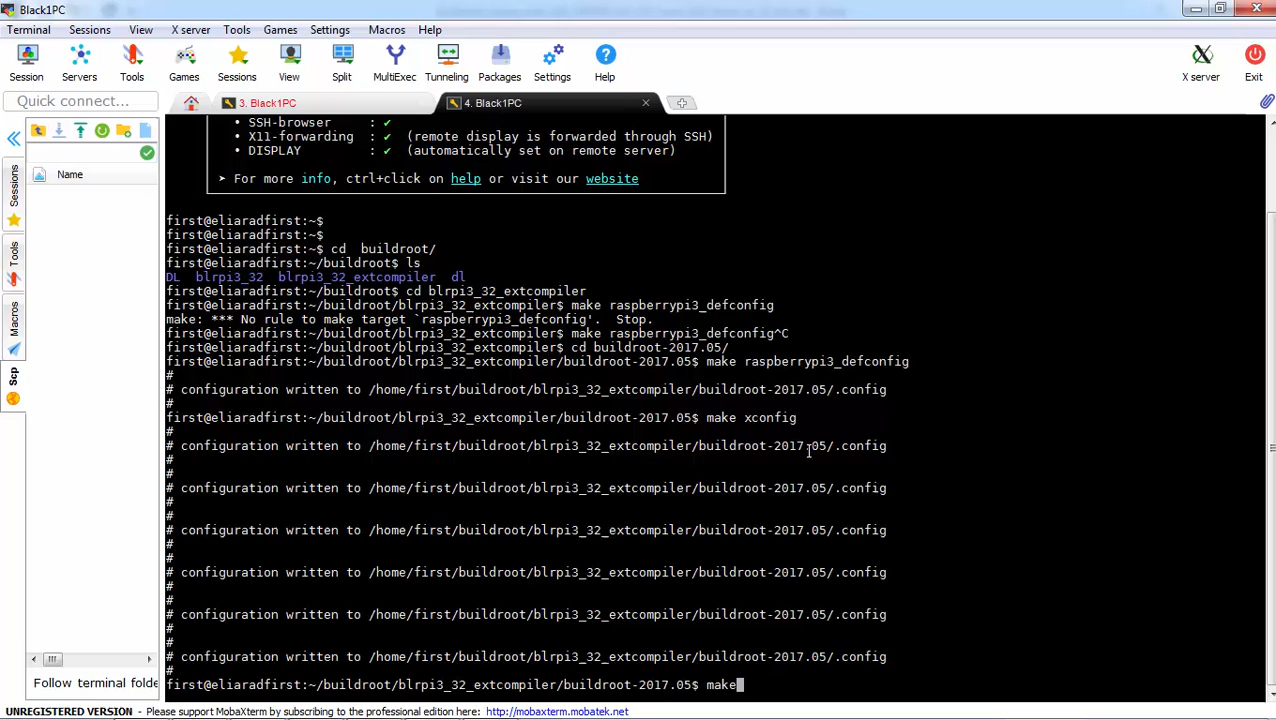 Black1PC
Terminal Sessions View X server Tools Games Settings Macros Help
Session Servers Tools Games Sessions View Split MultiExec Tunneling Packages Settings Help X server Exit
Quick connect...
3. Black1PC
4. Black1PC
Sessions
Tools
Macros
Scp
Name
Follow terminal folde
• SSH-browser : ✔
• X11-forwarding : ✔ (remote display is forwarded through SSH)
• DISPLAY : ✔ (automatically set on remote server)
➤ For more info, ctrl+click on help or visit our website
first@eliaradfirst:~$
first@eliaradfirst:~$
first@eliaradfirst:~$ cd  buildroot/
first@eliaradfirst:~/buildroot$ ls
DL  blrpi3_32  blrpi3_32_extcompiler  dl
first@eliaradfirst:~/buildroot$ cd blrpi3_32_extcompiler
first@eliaradfirst:~/buildroot/blrpi3_32_extcompiler$ make raspberrypi3_defconfig
make: *** No rule to make target `raspberrypi3_defconfig'.  Stop.
first@eliaradfirst:~/buildroot/blrpi3_32_extcompiler$ make raspberrypi3_defconfig^C
first@eliaradfirst:~/buildroot/blrpi3_32_extcompiler$ cd buildroot-2017.05/
first@eliaradfirst:~/buildroot/blrpi3_32_extcompiler/buildroot-2017.05$ make raspberrypi3_defconfig
#
# configuration written to /home/first/buildroot/blrpi3_32_extcompiler/buildroot-2017.05/.config
#
first@eliaradfirst:~/buildroot/blrpi3_32_extcompiler/buildroot-2017.05$ make xconfig
#
# configuration written to /home/first/buildroot/blrpi3_32_extcompiler/buildroot-2017.05/.config
#
#
# configuration written to /home/first/buildroot/blrpi3_32_extcompiler/buildroot-2017.05/.config
#
#
# configuration written to /home/first/buildroot/blrpi3_32_extcompiler/buildroot-2017.05/.config
#
#
# configuration written to /home/first/buildroot/blrpi3_32_extcompiler/buildroot-2017.05/.config
#
#
# configuration written to /home/first/buildroot/blrpi3_32_extcompiler/buildroot-2017.05/.config
#
#
# configuration written to /home/first/buildroot/blrpi3_32_extcompiler/buildroot-2017.05/.config
#
first@eliaradfirst:~/buildroot/blrpi3_32_extcompiler/buildroot-2017.05$ make
UNREGISTERED VERSION - Please support MobaXterm by subscribing to the professional edition here: http://mobaxterm.mobatek.net